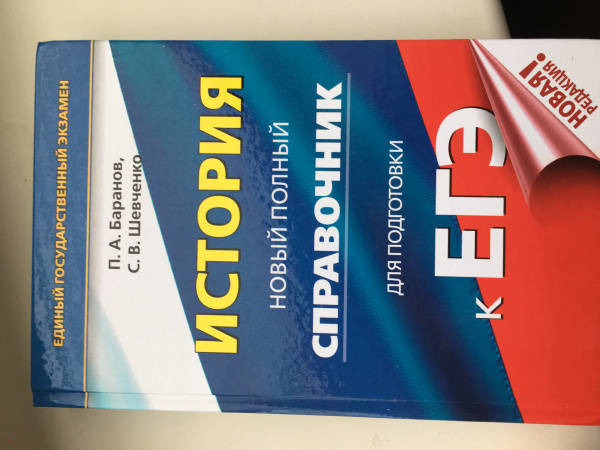 ЕДИНЫЙ ГОСУДАРСТВЕННЫЙ ЭКЗАМЕН
П. А. Баранов,
С. В. Шевченко
ИСТОРИЯ
НОВЫЙ ПОЛНЫЙ
СПРАВОЧНИК
ДЛЯ ПОДГОТОВКИ
К ЕГЭ
НОВАЯ!
РЕДАКЦИЯ